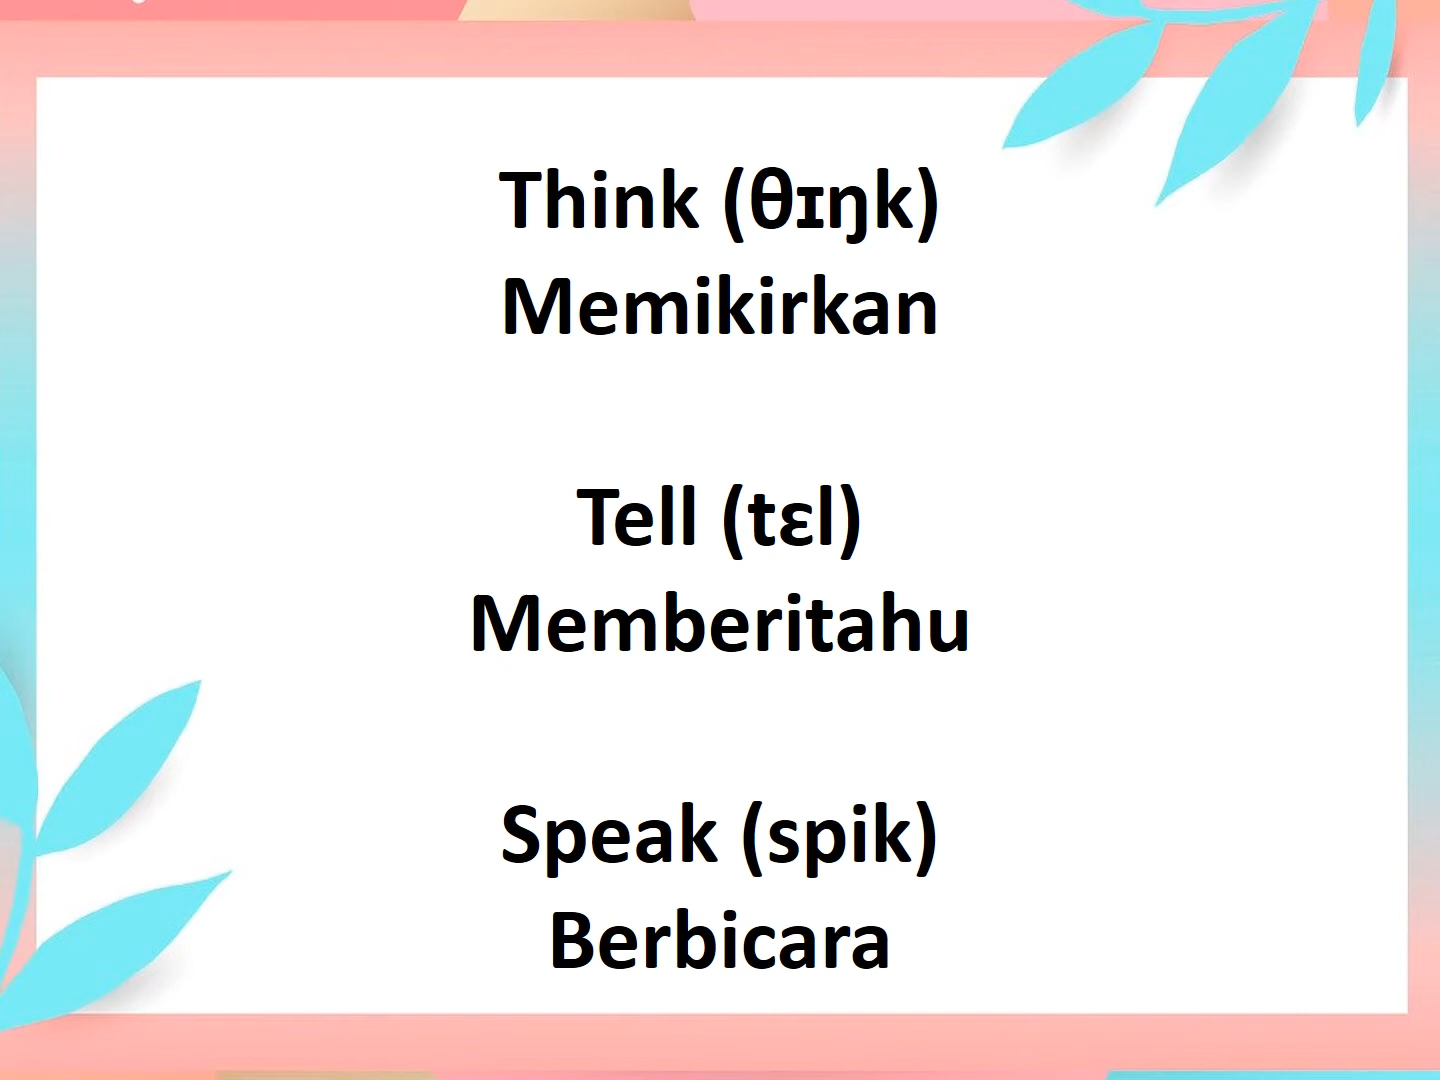 Think (θɪŋk)
Memikirkan
Tell (tɛl)
Memberitahu
Speak (spik)
Berbicara